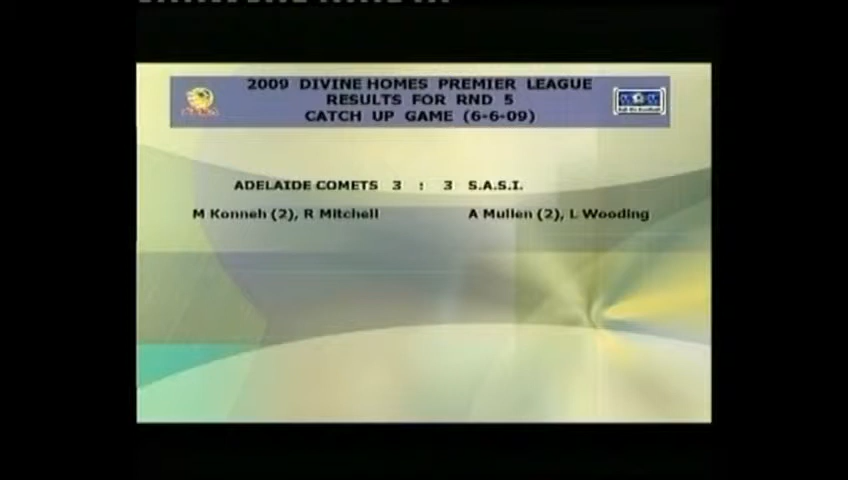 2009 DIVINE HOMES PREMIER LEAGUE
RESULTS FOR RND 5
CATCH UP GAME (6-6-09)
ADELAIDE COMETS 3 : 3 S.A.S.I.
M Konneh (2), R Mitchell A Mullen (2), L Wooding